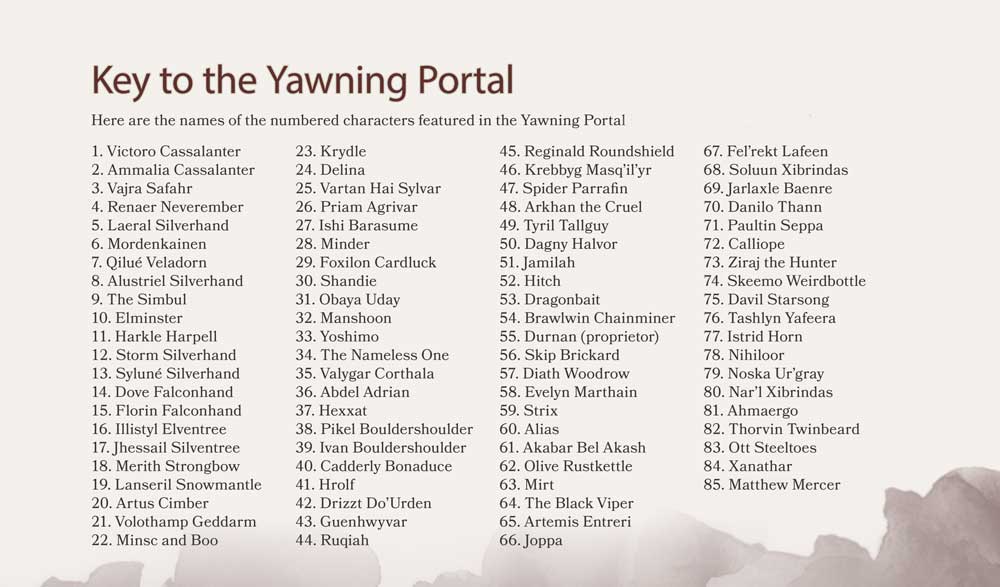 Key to the Yawning Portal
Here are the names of the numbered characters featured in the Yawning Portal
1. Victoro Cassalanter
2. Ammalia Cassalanter
3. Vajra Safahr
4. Renaer Neverember
5. Laeral Silverhand
6. Mordenkainen
7. Qilué Veladorn
8. Alustriel Silverhand
9. The Simbul
10. Elminster
11. Harkle Harpell
12. Storm Silverhand
13. Syluné Silverhand
14. Dove Falconhand
15. Florin Falconhand
16. Illistyl Elventree
17. Jhessail Silventree
18. Merith Strongbow
19. Lanseril Snowmantle
20. Artus Cimber
21. Volothamp Geddarm
22. Minsc and Boo
23. Krydle
24. Delina
25. Vartan Hai Sylvar
26. Priam Agrivar
27. Ishi Barasume
28. Minder
29. Foxilon Cardluck
30. Shandie
31. Obaya Uday
32. Manshoon
33. Yoshimo
34. The Nameless One
35. Valygar Corthala
36. Abdel Adrian
37. Hexxat
38. Pikel Bouldershoulder
39. Ivan Bouldershoulder
40. Cadderly Bonaduce
41. Hrolf
42. Drizzt Do’Urden
43. Guenhwyvar
44. Ruqiah
45. Reginald Roundshield
46. Krebbyg Masq’il’yr
47. Spider Parrafin
48. Arkhan the Cruel
49. Tyril Tallguy
50. Dagny Halvor
51. Jamilah
52. Hitch
53. Dragonbait
54. Brawlwin Chainminer
55. Durnan (proprietor)
56. Skip Brickard
57. Diath Woodrow
58. Evelyn Marthain
59. Strix
60. Alias
61. Akabar Bel Akash
62. Olive Rustkettle
63. Mirt
64. The Black Viper
65. Artemis Entreri
66. Joppa
67. Fel’rekt Lafeen
68. Soluun Xibrindas
69. Jarlaxle Baenre
70. Danilo Thann
71. Paultin Seppa
72. Calliope
73. Ziraj the Hunter
74. Skeemo Weirdbottle
75. Davil Starsong
76. Tashlyn Yafeera
77. Istrid Horn
78. Nihiloor
79. Noska Ur’gray
80. Nar’l Xibrindas
81. Ahmaergo
82. Thorvin Twinbeard
83. Ott Steeltoes
84. Xanathar
85. Matthew Mercer